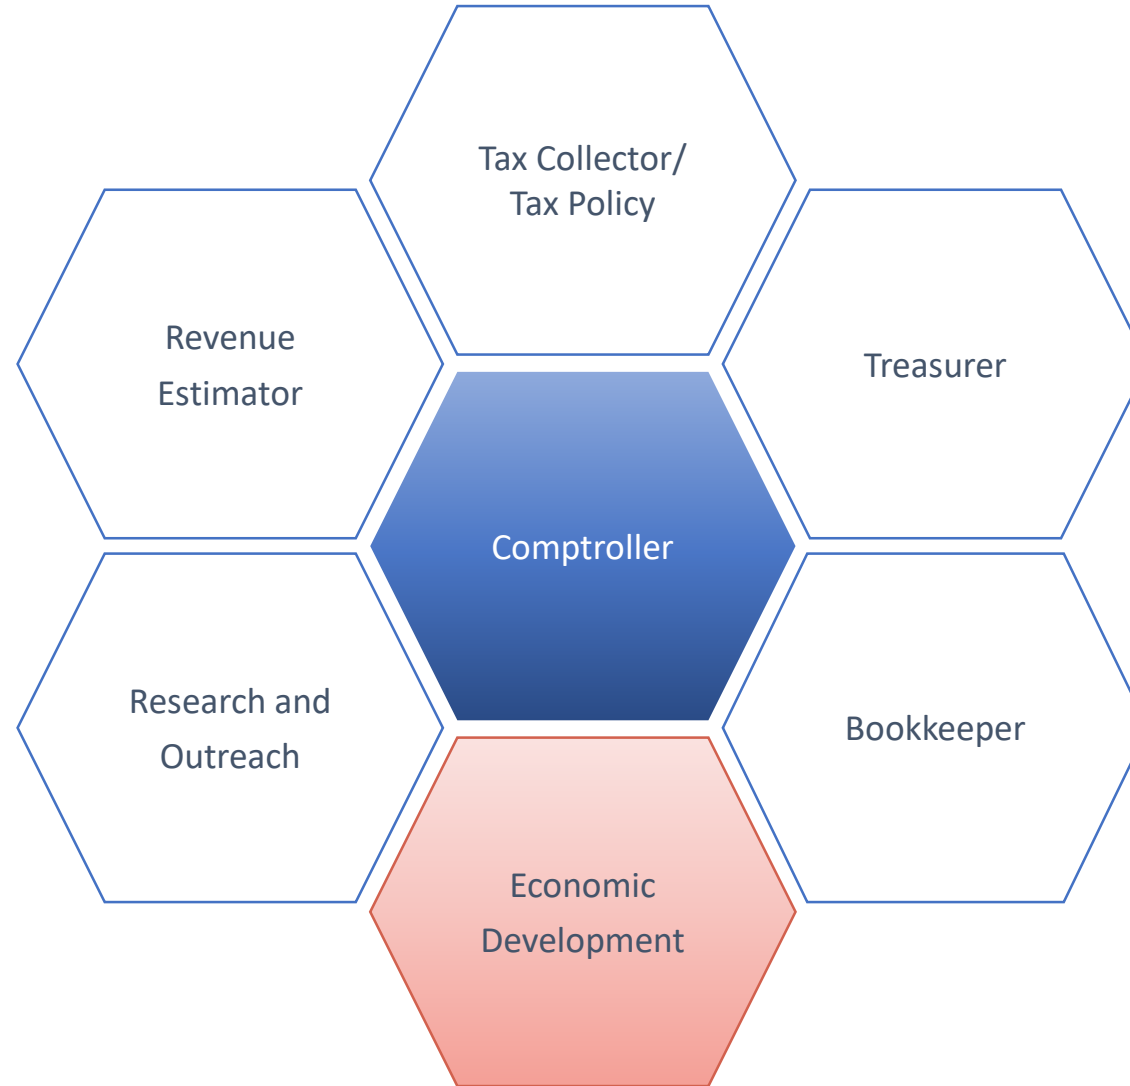 Tax Collector/
Tax Policy
Revenue
Estimator
Treasurer
Comptroller
Research and
Outreach
Bookkeeper
Economic
Development